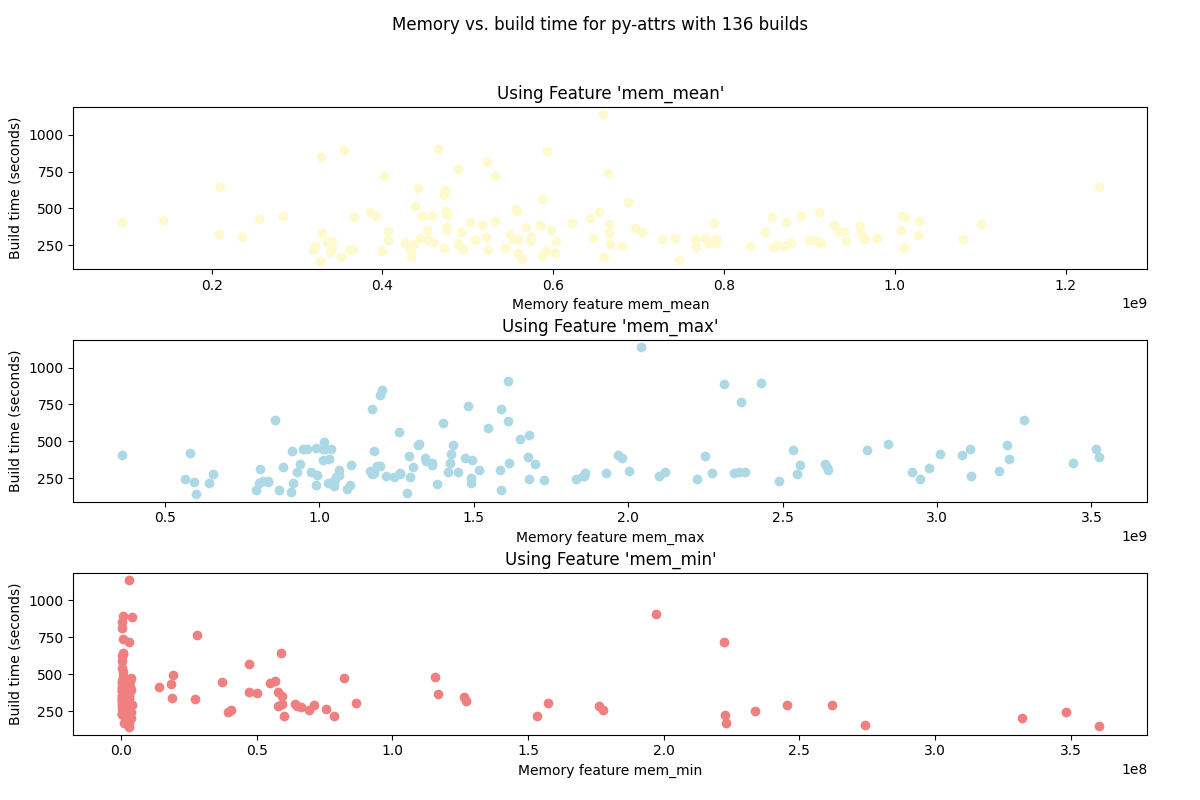 Memory vs. build time for py-attrs with 136 builds
Using Feature 'mem_mean'
Build time (seconds)
1000
750
500
250
0.2 0.4 0.6 0.8 1.0 1.2
1e9
Memory feature mem_mean
Using Feature 'mem_max'
Build time (seconds)
1000
750
500
250
0.5 1.0 1.5 2.0 2.5 3.0 3.5
1e9
Memory feature mem_max
Using Feature 'mem_min'
Build time (seconds)
1000
750
500
250
0.0 0.5 1.0 1.5 2.0 2.5 3.0 3.5
1e8
Memory feature mem_min